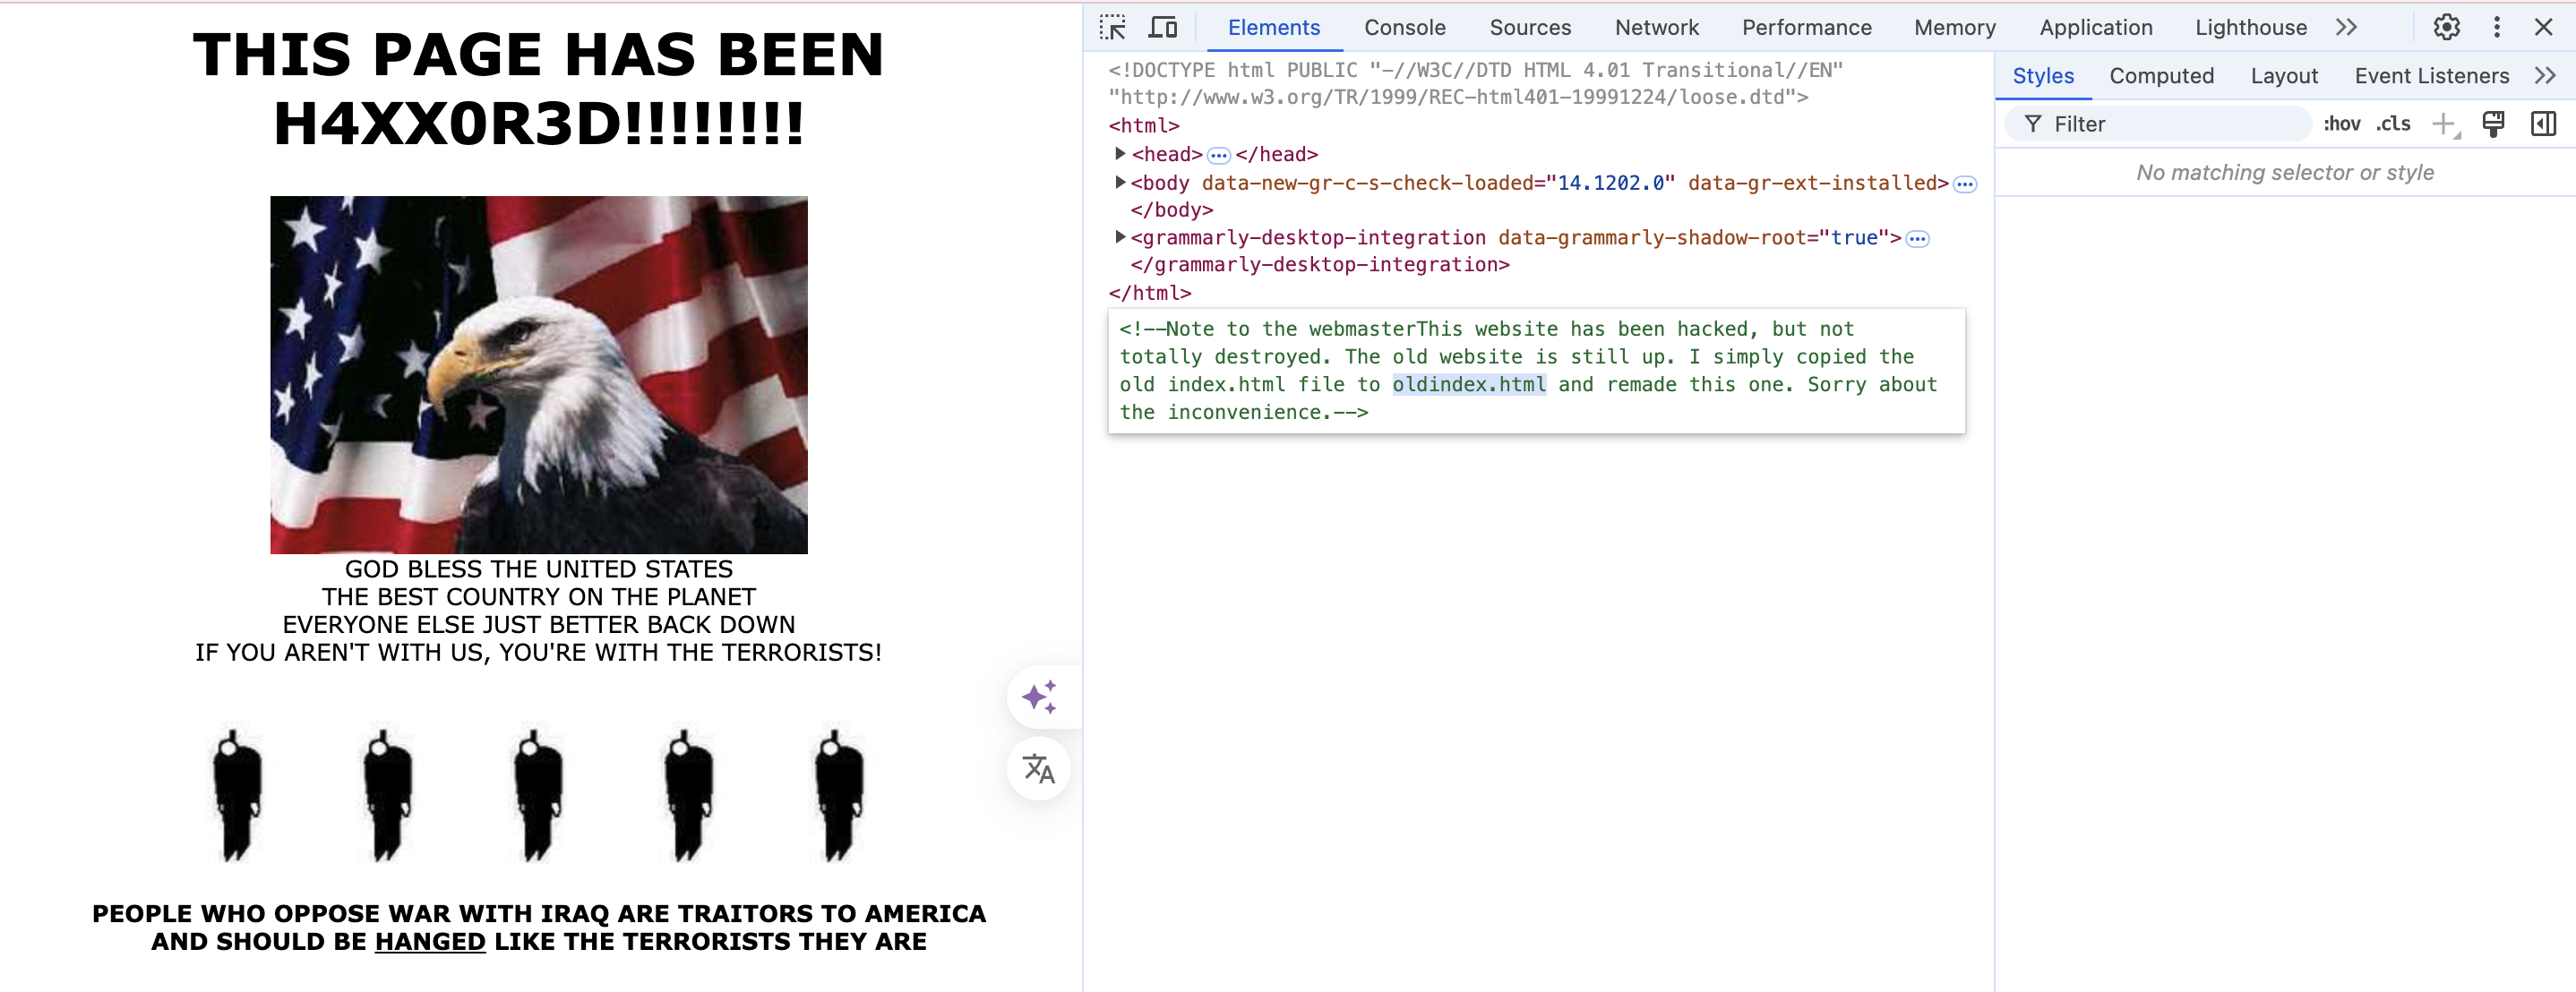 THIS PAGE HAS BEEN
H4XX0R3D!!!!!!!!
GOD BLESS THE UNITED STATES
THE BEST COUNTRY ON THE PLANET
EVERYONE ELSE JUST BETTER BACK DOWN
IF YOU AREN'T WITH US, YOU'RE WITH THE TERRORISTS!
PEOPLE WHO OPPOSE WAR WITH IRAQ ARE TRAITORS TO AMERICA
AND SHOULD BE HANGED LIKE THE TERRORISTS THEY ARE
Elements Console Sources Network Performance Memory Application Lighthouse
<!DOCTYPE html PUBLIC "-//W3C//DTD HTML 4.01 Transitional//EN"
"http://www.w3.org/TR/1999/REC-html401-19991224/loose.dtd">
<html>
<head>…</head>
<body data-new-gr-c-s-check-loaded="14.1202.0" data-gr-ext-installed>…
</body>
<grammarly-desktop-integration data-grammarly-shadow-root="true">…
</grammarly-desktop-integration>
</html>
<!--Note to the webmasterThis website has been hacked, but not
totally destroyed. The old website is still up. I simply copied the
old index.html file to oldindex.html and remade this one. Sorry about
the inconvenience.-->
Styles Computed Layout Event Listeners
Filter :hov .cls
No matching selector or style